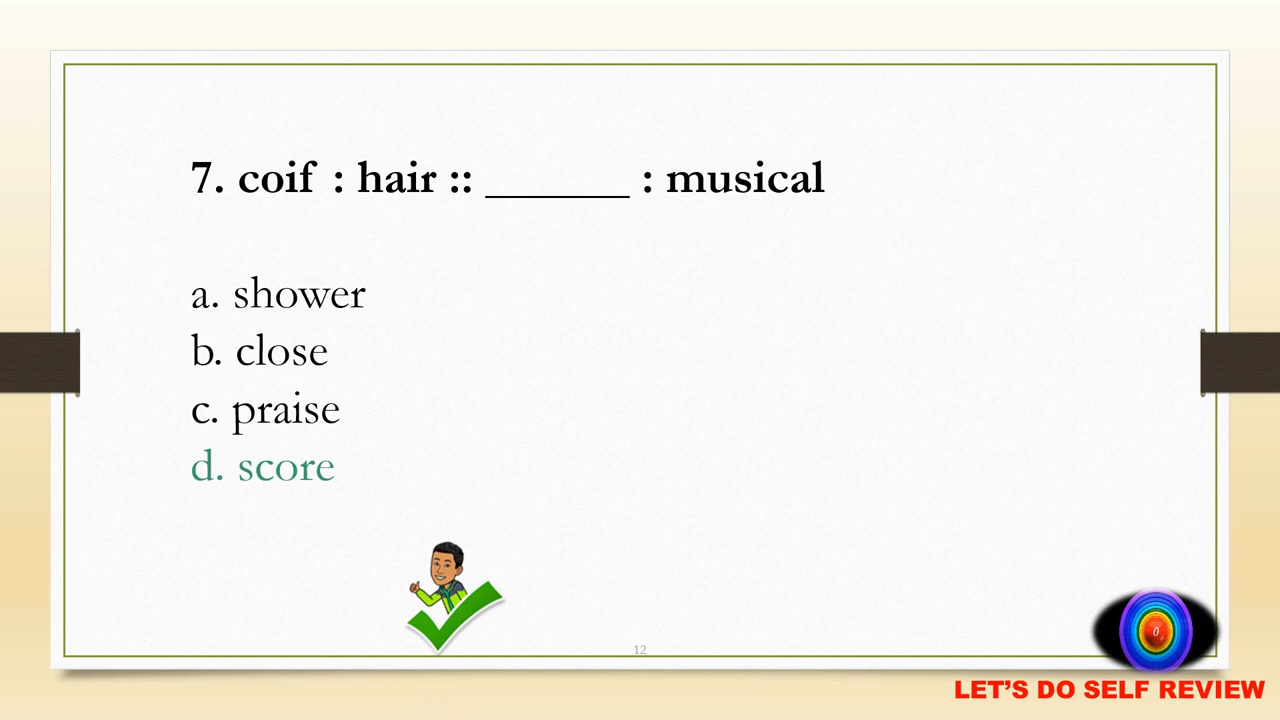 7. coif : hair :: ______ : musical
a. shower
b. close
c. praise
d. score
12
0
LET'S DO SELF REVIEW